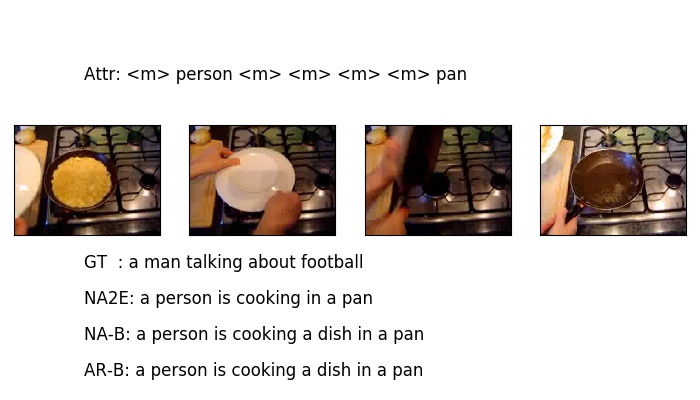 Attr: <m> person <m> <m> <m> <m> pan
GT  : a man talking about football
NA2E: a person is cooking in a pan
NA-B: a person is cooking a dish in a pan
AR-B: a person is cooking a dish in a pan